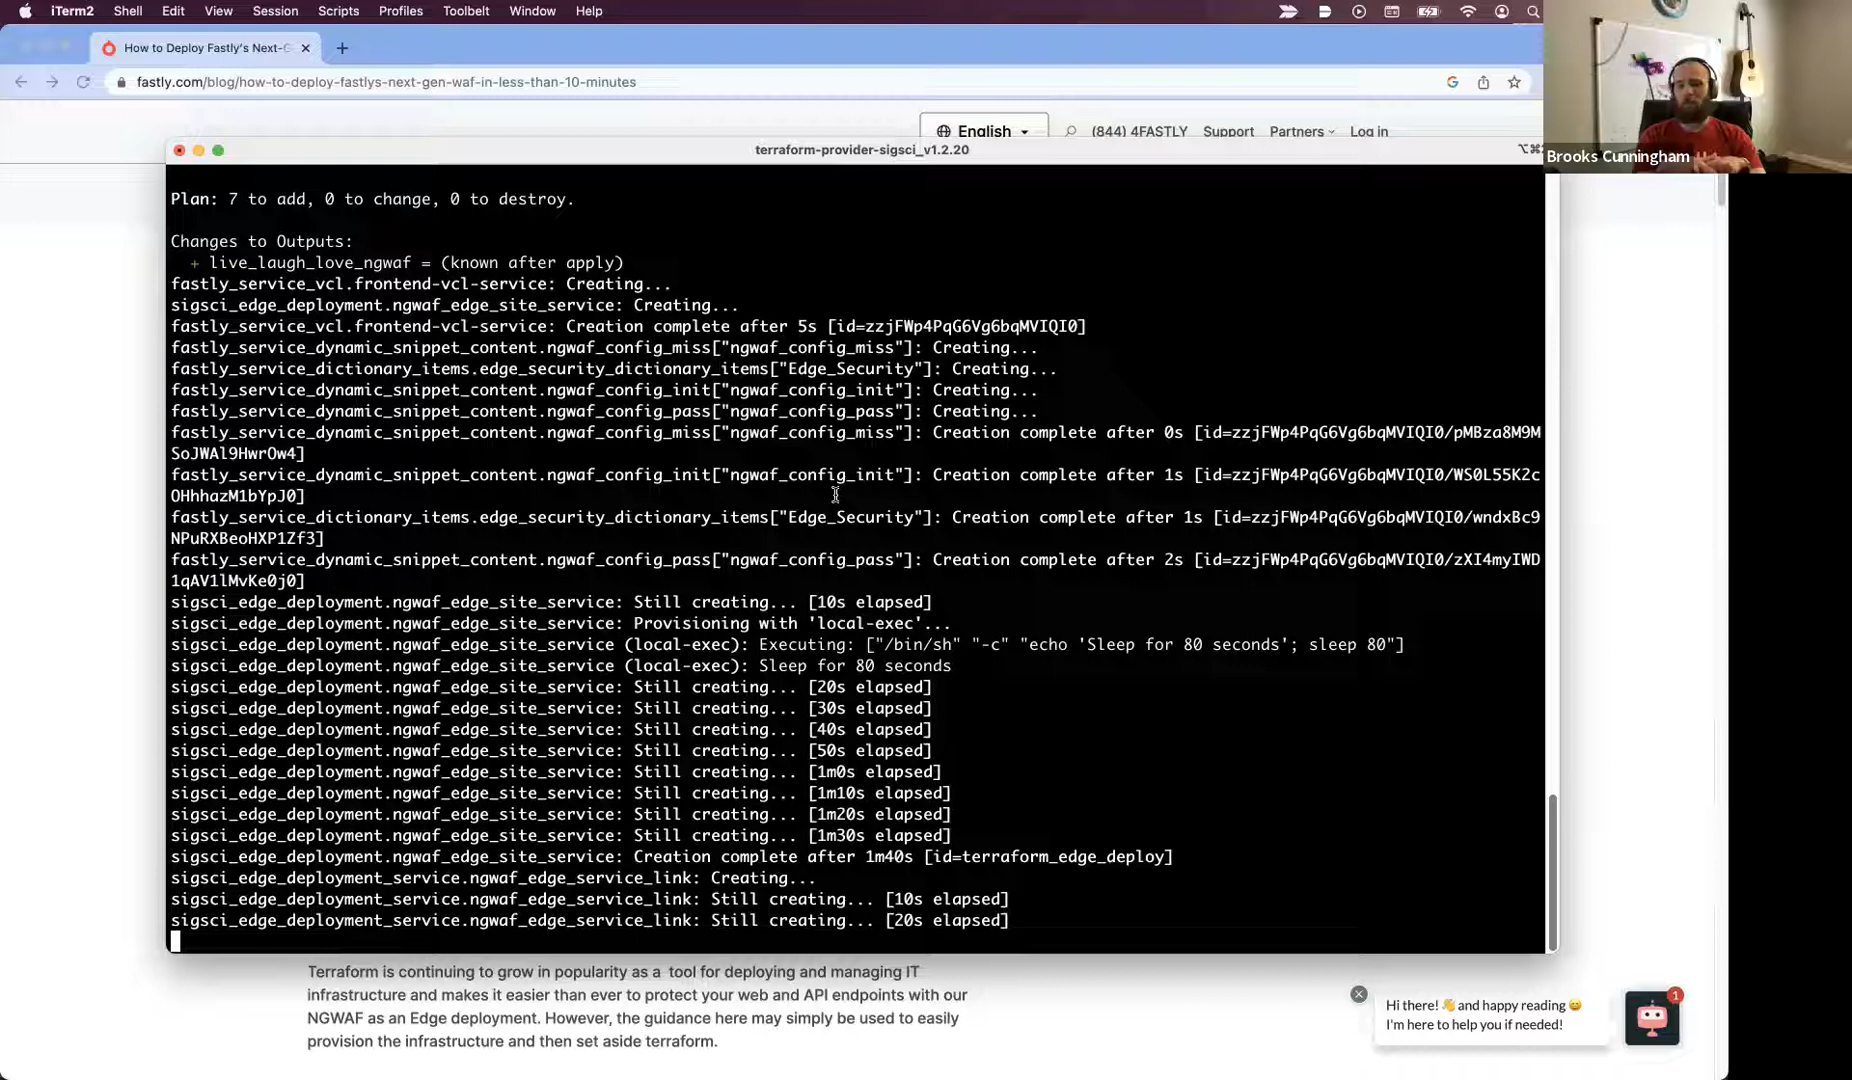 iTerm2 Shell Edit View Session Scripts Profiles Toolbelt Window Help
How to Deploy Fastly's Next-G
fastly.com/blog/how-to-deploy-fastlys-next-gen-waf-in-less-than-10-minutes
English (844) 4FASTLY Support Partners Log in
Brooks Cunningham
terraform-provider-sigsci_v1.2.20
Plan: 7 to add, 0 to change, 0 to destroy.
Changes to Outputs:
+ live_laugh_love_ngwaf = (known after apply)
fastly_service_vcl.frontend-vcl-service: Creating...
sigsci_edge_deployment.ngwaf_edge_site_service: Creating...
fastly_service_vcl.frontend-vcl-service: Creation complete after 5s [id=zzjFWp4PqG6Vg6bqMVIQI0]
fastly_service_dynamic_snippet_content.ngwaf_config_miss["ngwaf_config_miss"]: Creating...
fastly_service_dictionary_items.edge_security_dictionary_items["Edge_Security"]: Creating...
fastly_service_dynamic_snippet_content.ngwaf_config_init["ngwaf_config_init"]: Creating...
fastly_service_dynamic_snippet_content.ngwaf_config_pass["ngwaf_config_pass"]: Creating...
fastly_service_dynamic_snippet_content.ngwaf_config_miss["ngwaf_config_miss"]: Creation complete after 0s [id=zzjFWp4PqG6Vg6bqMVIQI0/pMBza8M9M
SoJWAl9HwrOw4]
fastly_service_dynamic_snippet_content.ngwaf_config_init["ngwaf_config_init"]: Creation complete after 1s [id=zzjFWp4PqG6Vg6bqMVIQI0/WS0L55K2c
OHhhazM1bYpJ0]
fastly_service_dictionary_items.edge_security_dictionary_items["Edge_Security"]: Creation complete after 1s [id=zzjFWp4PqG6Vg6bqMVIQI0/wndxBc9
NPuRXBeoHXP1Zf3]
fastly_service_dynamic_snippet_content.ngwaf_config_pass["ngwaf_config_pass"]: Creation complete after 2s [id=zzjFWp4PqG6Vg6bqMVIQI0/zXI4myIWD
1qAV1lMvKe0j0]
sigsci_edge_deployment.ngwaf_edge_site_service: Still creating... [10s elapsed]
sigsci_edge_deployment.ngwaf_edge_site_service: Provisioning with 'local-exec'...
sigsci_edge_deployment.ngwaf_edge_site_service (local-exec): Executing: ["/bin/sh" "-c" "echo 'Sleep for 80 seconds'; sleep 80"]
sigsci_edge_deployment.ngwaf_edge_site_service (local-exec): Sleep for 80 seconds
sigsci_edge_deployment.ngwaf_edge_site_service: Still creating... [20s elapsed]
sigsci_edge_deployment.ngwaf_edge_site_service: Still creating... [30s elapsed]
sigsci_edge_deployment.ngwaf_edge_site_service: Still creating... [40s elapsed]
sigsci_edge_deployment.ngwaf_edge_site_service: Still creating... [50s elapsed]
sigsci_edge_deployment.ngwaf_edge_site_service: Still creating... [1m0s elapsed]
sigsci_edge_deployment.ngwaf_edge_site_service: Still creating... [1m10s elapsed]
sigsci_edge_deployment.ngwaf_edge_site_service: Still creating... [1m20s elapsed]
sigsci_edge_deployment.ngwaf_edge_site_service: Still creating... [1m30s elapsed]
sigsci_edge_deployment.ngwaf_edge_site_service: Creation complete after 1m40s [id=terraform_edge_deploy]
sigsci_edge_deployment_service.ngwaf_edge_service_link: Creating...
sigsci_edge_deployment_service.ngwaf_edge_service_link: Still creating... [10s elapsed]
sigsci_edge_deployment_service.ngwaf_edge_service_link: Still creating... [20s elapsed]
Terraform is continuing to grow in popularity as a tool for deploying and managing IT
infrastructure and makes it easier than ever to protect your web and API endpoints with our
NGWAF as an Edge deployment. However, the guidance here may simply be used to easily
provision the infrastructure and then set aside terraform.
Hi there! 👋 and happy reading 😄
I'm here to help you if needed!
1